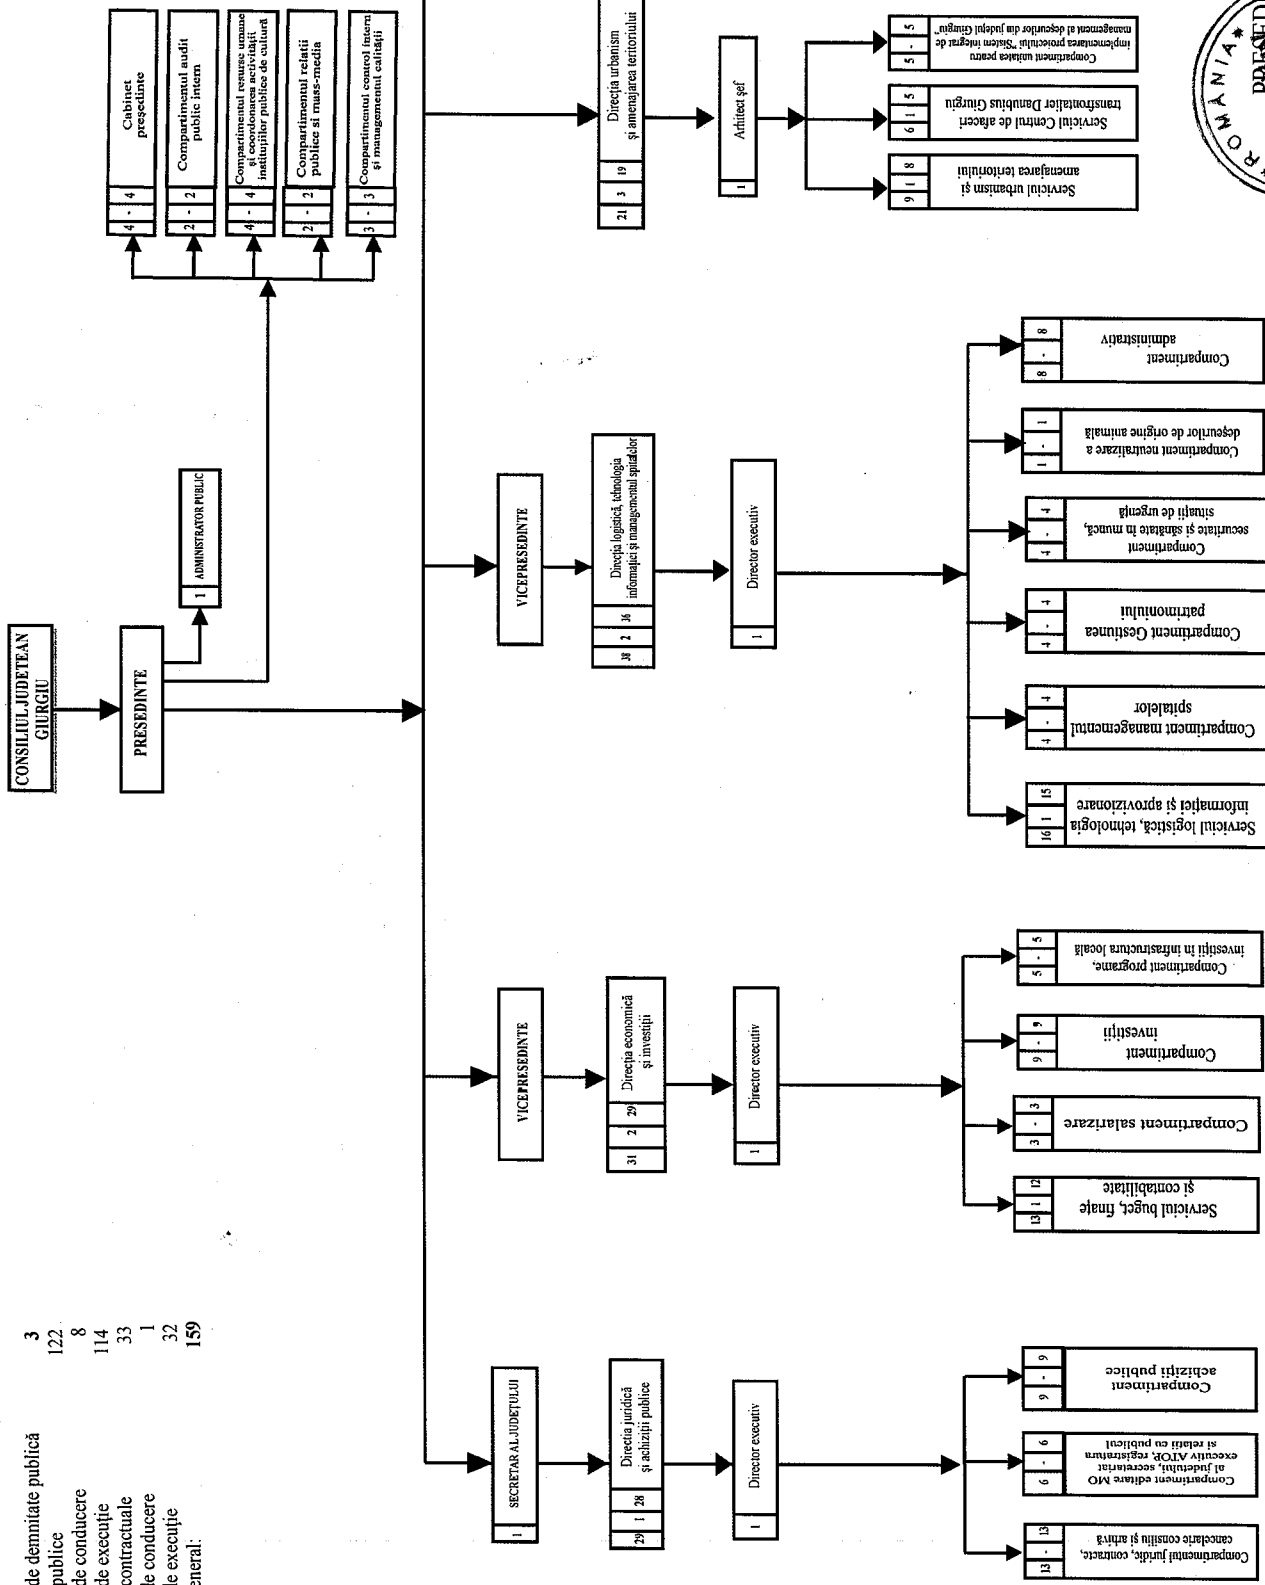 CONSILIUL JUDETEAN
GIURGIU
PRESEDINTE
1 ADMINISTRATOR PUBLIC
4 - 4
Cabinet
președinte
2 - 2
Compartimentul audit
public intern
4 - 4
Compartimentul resurse umane
și coordonarea activității
instituțiilor publice de cultură
2 - 2
Compartimentul relatii
publice si mass-media
3 - 3
Compartimentul control intern
și managementul calității
de demnitate publică 3
publice 122
de conducere 8
de execuție 114
contractuale 33
de conducere 1
de execuție 32
eneral: 159
1 SECRETAR AL JUDEȚULUI
29 1 28
Directia juridică
și achiziții publice
1 Director executiv
13 - 13
Compartimentul juridic, contracte,
cancelarie consiliu și arhivă
6 - 6
Compartiment editare MO
al judetului, secretariat
executiv ATOP, registratura
si relatii cu publicul
9 - 9
Compartiment
achiziții publice
VICEPRESEDINTE
31 2 29
Direcția economică
și investiții
1 Director executiv
13 1 12
Serviciul buget, finațe
și contabilitate
3 - 3
Compartiment salarizare
9 - 9
Compartiment
investiții
5 - 5
Compartiment programe,
investiții în infrastructura locală
VICEPRESEDINTE
38 2 36
Direcția logistică, tehnologia
informației și managementul spitalelor
1 Director executiv
16 1 15
Serviciul logistică, tehnologia
informației și aprovizionare
4 - 4
Compartiment managementul
spitalelor
4 - 4
Compartiment Gestiunea
patrimoniului
4 - 4
Compartiment
securitate și sănătate în muncă,
situații de urgență
1 - 1
Compartiment neutralizare a
deșeurilor de origine animală
8 - 8
Compartiment
administrativ
21 3 19
Direcția urbanism
și amenajarea teritoriului
1 Arhitect șef
9 1 8
Serviciul urbanism și
amenajarea teritoriului
6 1 5
Serviciul Centrul de afaceri
transfrontalier Danubius Giurgiu
5 - 5
Compartiment unitatea pentru
implementarea proiectului "Sistem integrat de
management al deșeurilor din județul Giurgiu"
ROMÂNIA *